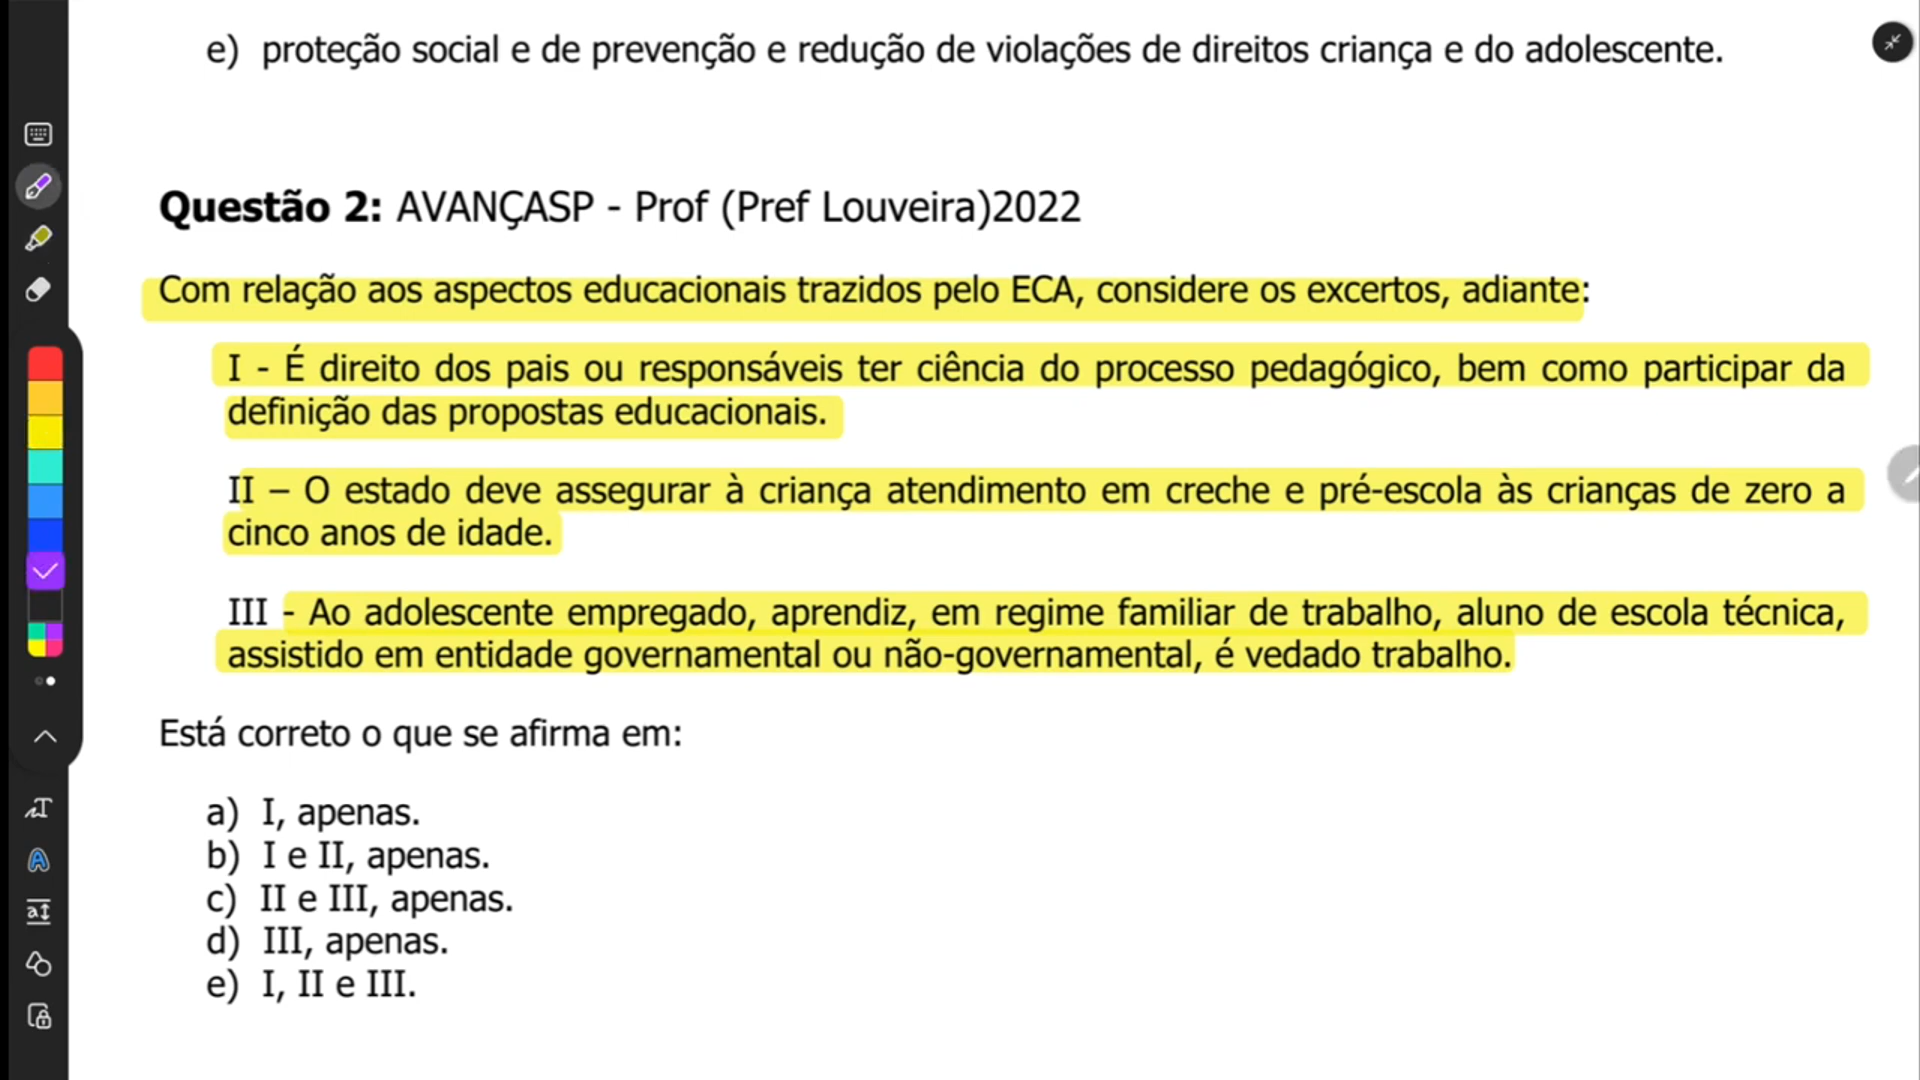 e) proteção social e de prevenção e redução de violações de direitos criança e do adolescente.
Questão 2: AVANÇASP - Prof (Pref Louveira)2022
Com relação aos aspectos educacionais trazidos pelo ECA, considere os excertos, adiante:
I - É direito dos pais ou responsáveis ter ciência do processo pedagógico, bem como participar da
definição das propostas educacionais.
II – O estado deve assegurar à criança atendimento em creche e pré-escola às crianças de zero a
cinco anos de idade.
III - Ao adolescente empregado, aprendiz, em regime familiar de trabalho, aluno de escola técnica,
assistido em entidade governamental ou não-governamental, é vedado trabalho.
Está correto o que se afirma em:
a) I, apenas.
b) I e II, apenas.
c) II e III, apenas.
d) III, apenas.
e) I, II e III.